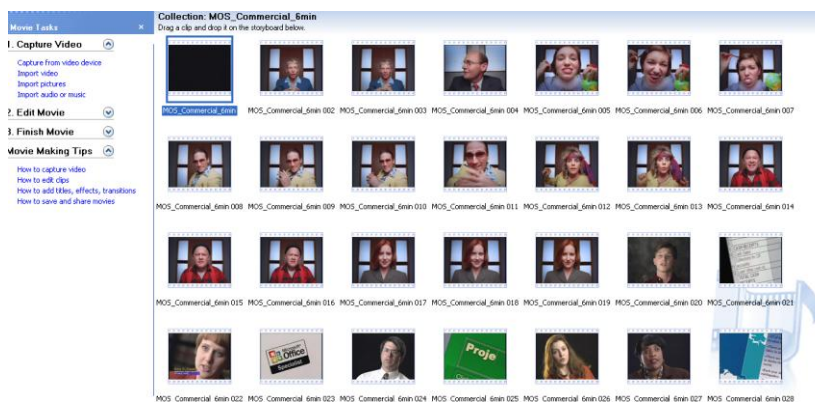 Movie Tasks
1. Capture Video
Capture from video device
Import video
Import pictures
Import audio or music
2. Edit Movie
3. Finish Movie
Movie Making Tips
How to capture video
How to edit clips
How to add titles, effects, transitions
How to save and share movies
Collection: MOS_Commercial_6min
Drag a clip and drop it on the storyboard below.
MOS_Commercial_6min MOS_Commercial_6min 002 MOS_Commercial_6min 003 MOS_Commercial_6min 004 MOS_Commercial_6min 005 MOS_Commercial_6min 006 MOS_Commercial_6min 007
MOS_Commercial_6min 008 MOS_Commercial_6min 009 MOS_Commercial_6min 010 MOS_Commercial_6min 011 MOS_Commercial_6min 012 MOS_Commercial_6min 013 MOS_Commercial_6min 014
MOS_Commercial_6min 015 MOS_Commercial_6min 016 MOS_Commercial_6min 017 MOS_Commercial_6min 018 MOS_Commercial_6min 019 MOS_Commercial_6min 020 MOS_Commercial_6min 021
Microsoft
Office
Specialist
Proje
MOS_Commercial_6min 022 MOS_Commercial_6min 023 MOS_Commercial_6min 024 MOS_Commercial_6min 025 MOS_Commercial_6min 026 MOS_Commercial_6min 027 MOS_Commercial_6min 028